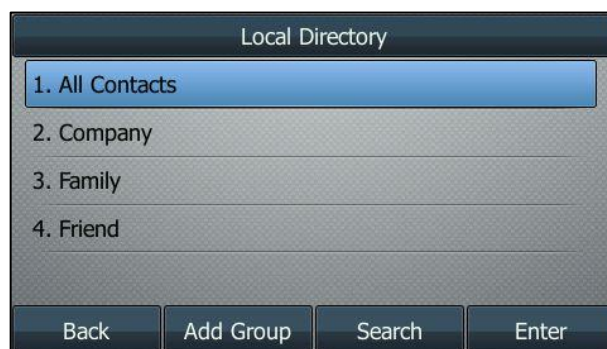 Local Directory
1. All Contacts
2. Company
3. Family
4. Friend
Back Add Group Search Enter